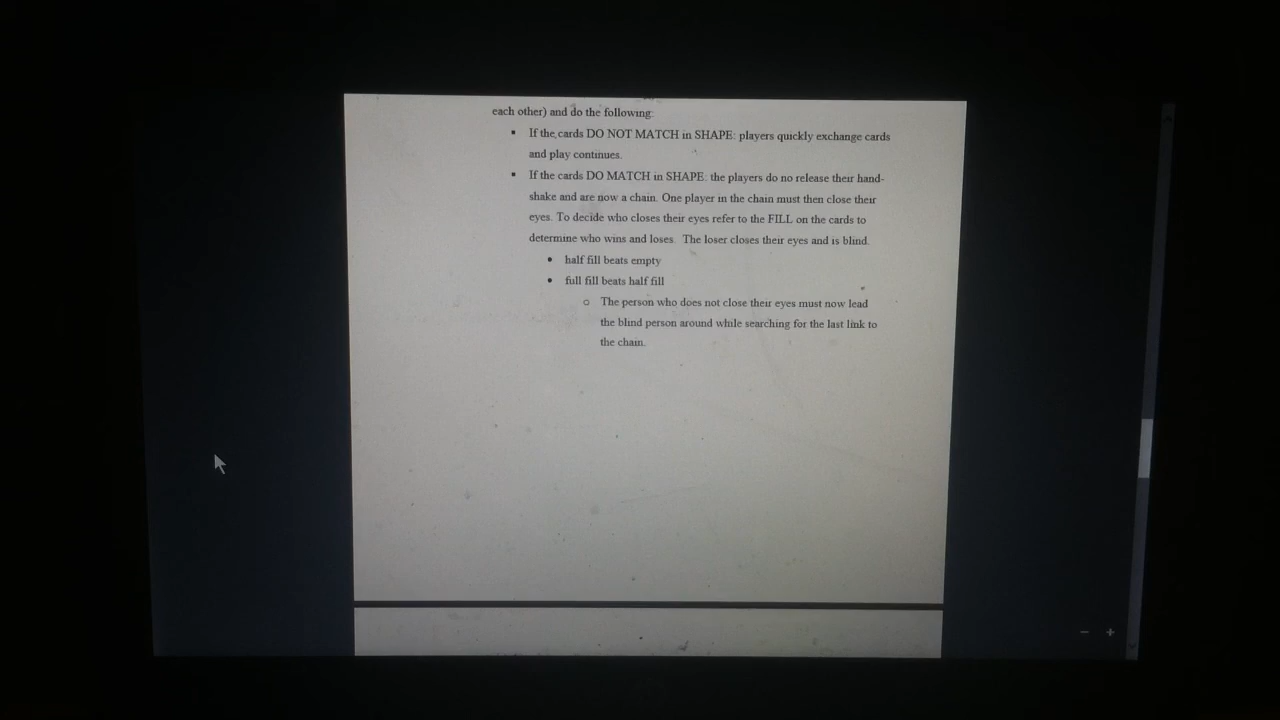 each other) and do the following:
▪ If the cards DO NOT MATCH in SHAPE: players quickly exchange cards
and play continues.
▪ If the cards DO MATCH in SHAPE: the players do no release their hand-
shake and are now a chain. One player in the chain must then close their
eyes. To decide who closes their eyes refer to the FILL on the cards to
determine who wins and loses. The loser closes their eyes and is blind.
• half fill beats empty
• full fill beats half fill
o The person who does not close their eyes must now lead
the blind person around while searching for the last link to
the chain.